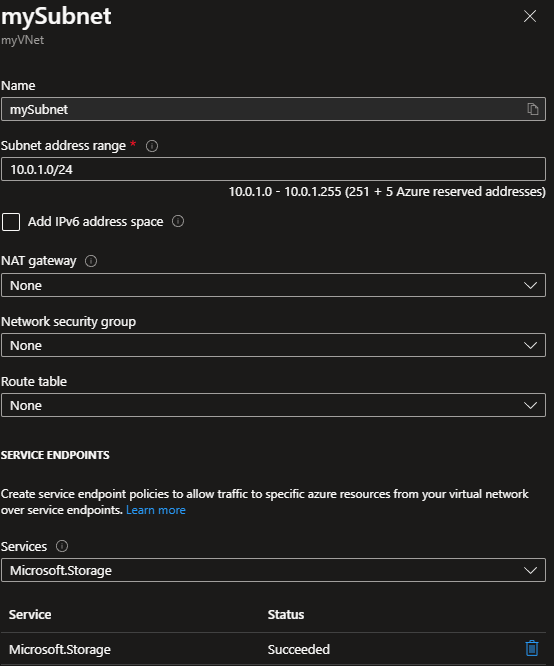 mySubnet
myVNet
Name
mySubnet
Subnet address range *
10.0.1.0/24
10.0.1.0 - 10.0.1.255 (251 + 5 Azure reserved addresses)
Add IPv6 address space
NAT gateway
None
Network security group
None
Route table
None
SERVICE ENDPOINTS
Create service endpoint policies to allow traffic to specific azure resources from your virtual network
over service endpoints. Learn more
Services
Microsoft.Storage
Service Status
Microsoft.Storage Succeeded